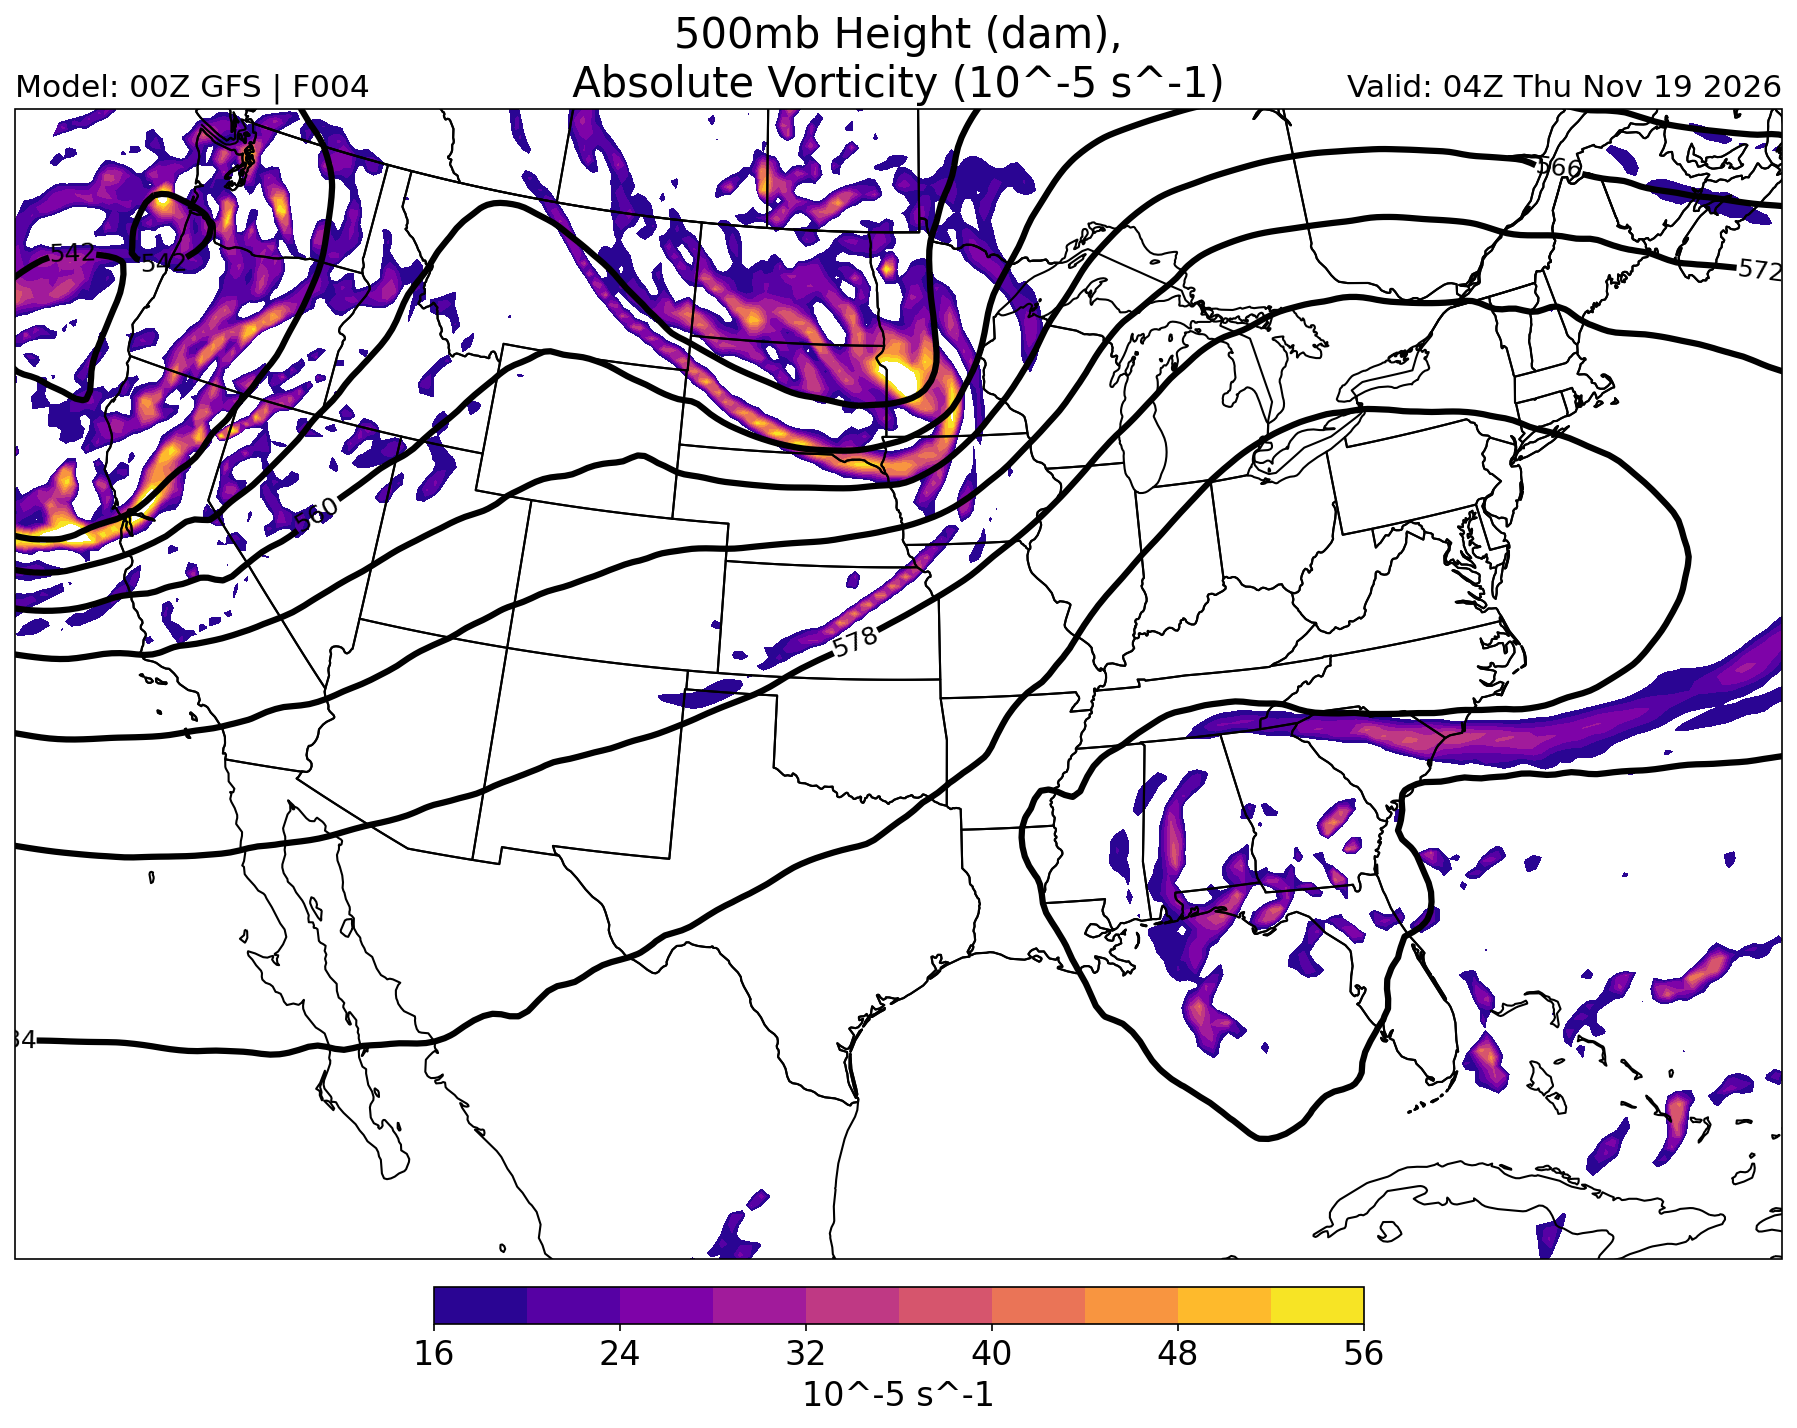 500mb Height (dam),
Model: 00Z GFS | F004
Absolute Vorticity (10^-5 s^-1)
Valid: 04Z Thu Nov 19 2026
566
542
542
572
560
578
34
16
24
32
40
48
56
10^-5 s^-1